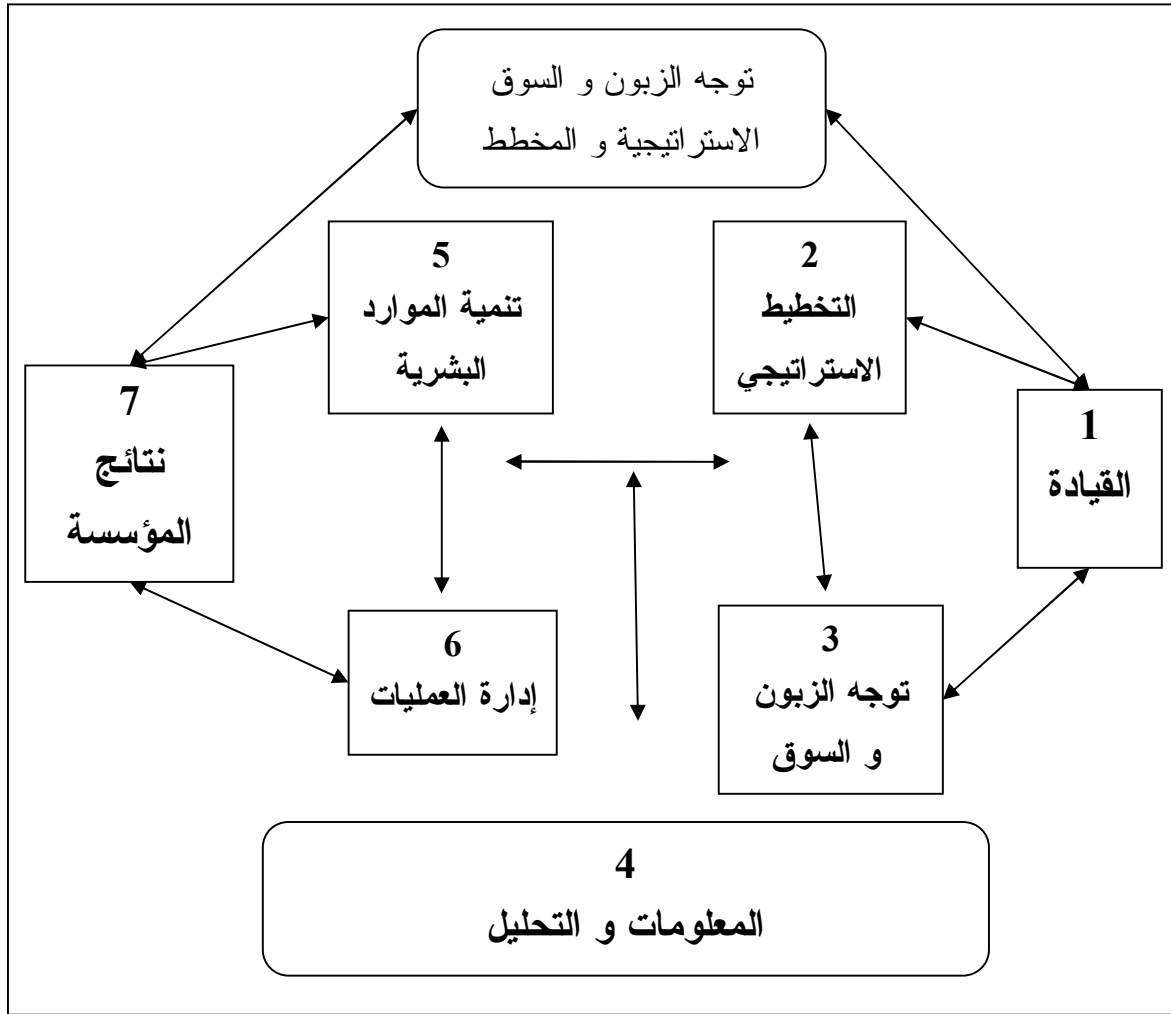 توجه الزبون و السوق
الاستراتيجية و المخطط
2
التخطيط
الاستراتيجي
5
تنمية الموارد
البشرية
1
القيادة
7
نتائج
المؤسسة
3
توجه الزبون
و السوق
6
إدارة العمليات
4
المعلومات و التحليل